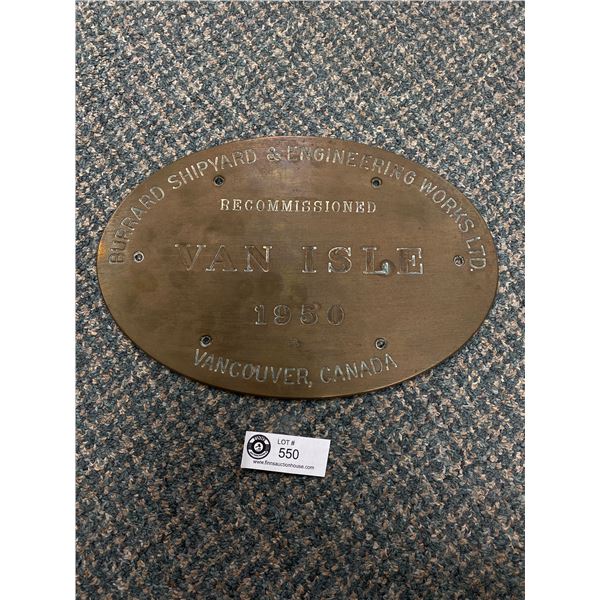 BURRARD SHIPYARD & ENGINEERING WORKS LTD.
RECOMMISSIONED
VAN ISLE
1950
VANCOUVER, CANADA
LOT #
550
www.finnsauctionhouse.com